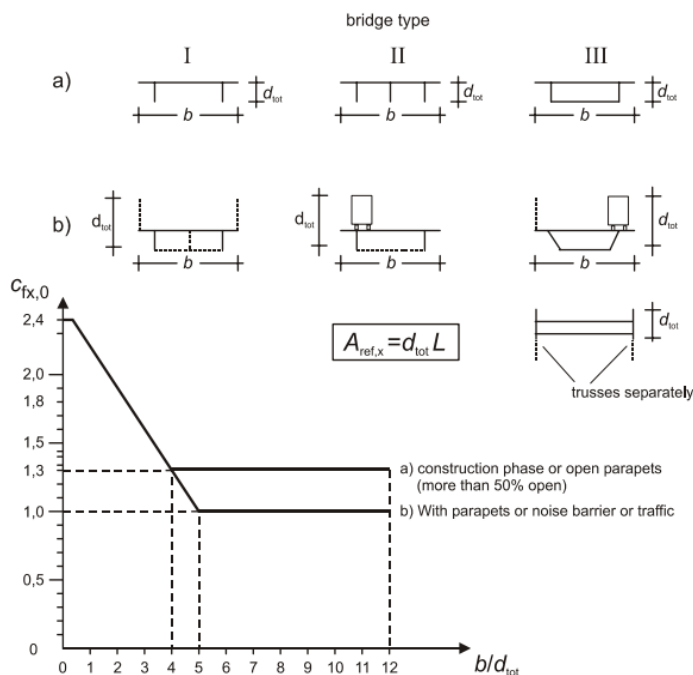 bridge type
I II III
a) d_tot d_tot d_tot
b b b
b) d_tot d_tot d_tot
b b b
c_fx,0
2,4
2,0
1,8
1,5
1,3
1,0
0,5
0
A_ref,x = d_tot L
d_tot
trusses separately
a) construction phase or open parapets
(more than 50% open)
b) With parapets or noise barrier or traffic
0 1 2 3 4 5 6 7 8 9 10 11 12
b/d_tot